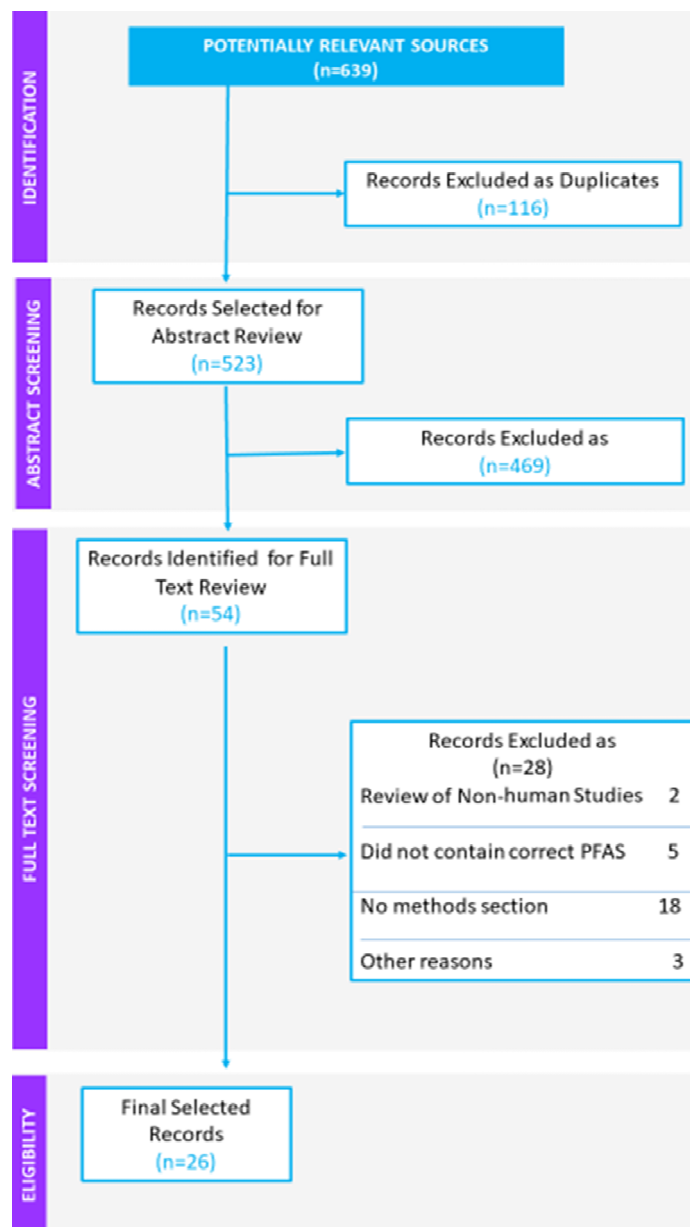 IDENTIFICATION
POTENTIALLY RELEVANT SOURCES
(n=639)
Records Excluded as Duplicates
(n=116)
ABSTRACT SCREENING
Records Selected for
Abstract Review
(n=523)
Records Excluded as
(n=469)
FULL TEXT SCREENING
Records Identified for Full
Text Review
(n=54)
Records Excluded as
(n=28)
Review of Non-human Studies 2
Did not contain correct PFAS 5
No methods section 18
Other reasons 3
ELIGIBILITY
Final Selected
Records
(n=26)